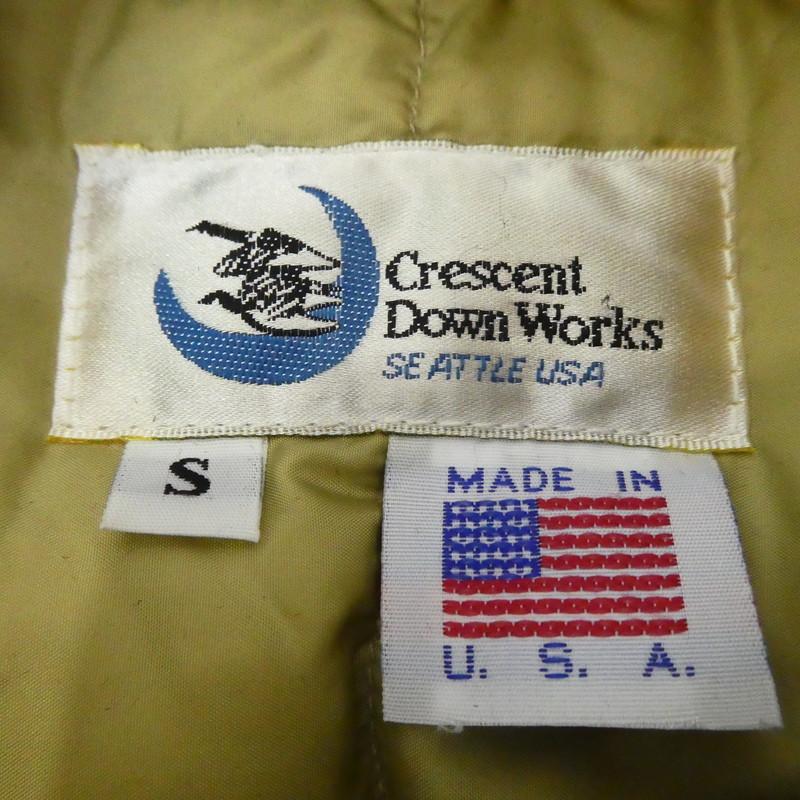 Crescent
Down Works
SEATTLE USA
S
MADE IN
U. S. A.